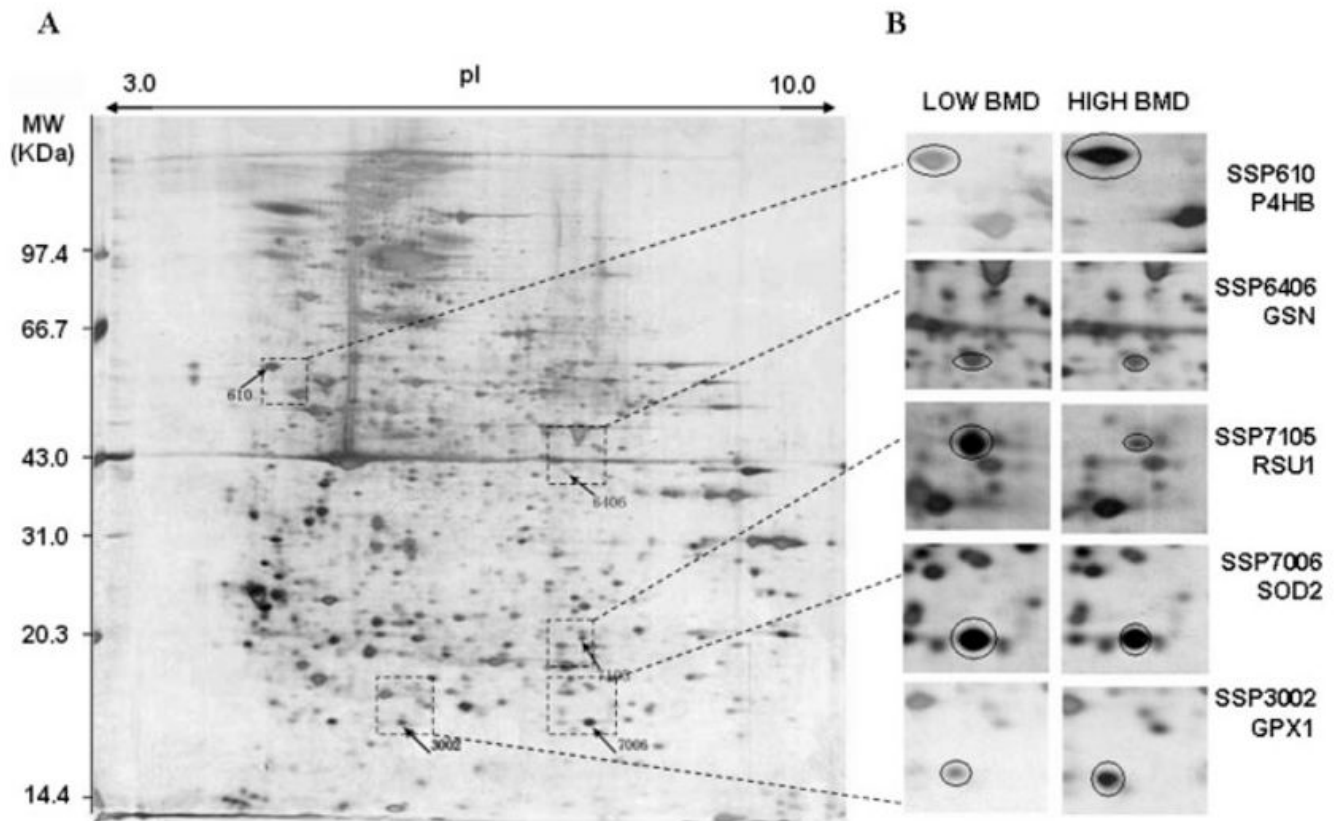 A
B
3.0
pI
10.0
MW
(KDa)
LOW BMD
HIGH BMD
SSP610
P4HB
97.4
SSP6406
GSN
66.7
610
43.0
SSP7105
RSU1
6406
31.0
SSP7006
SOD2
20.3
SSP3002
GPX1
3002
7006
14.4